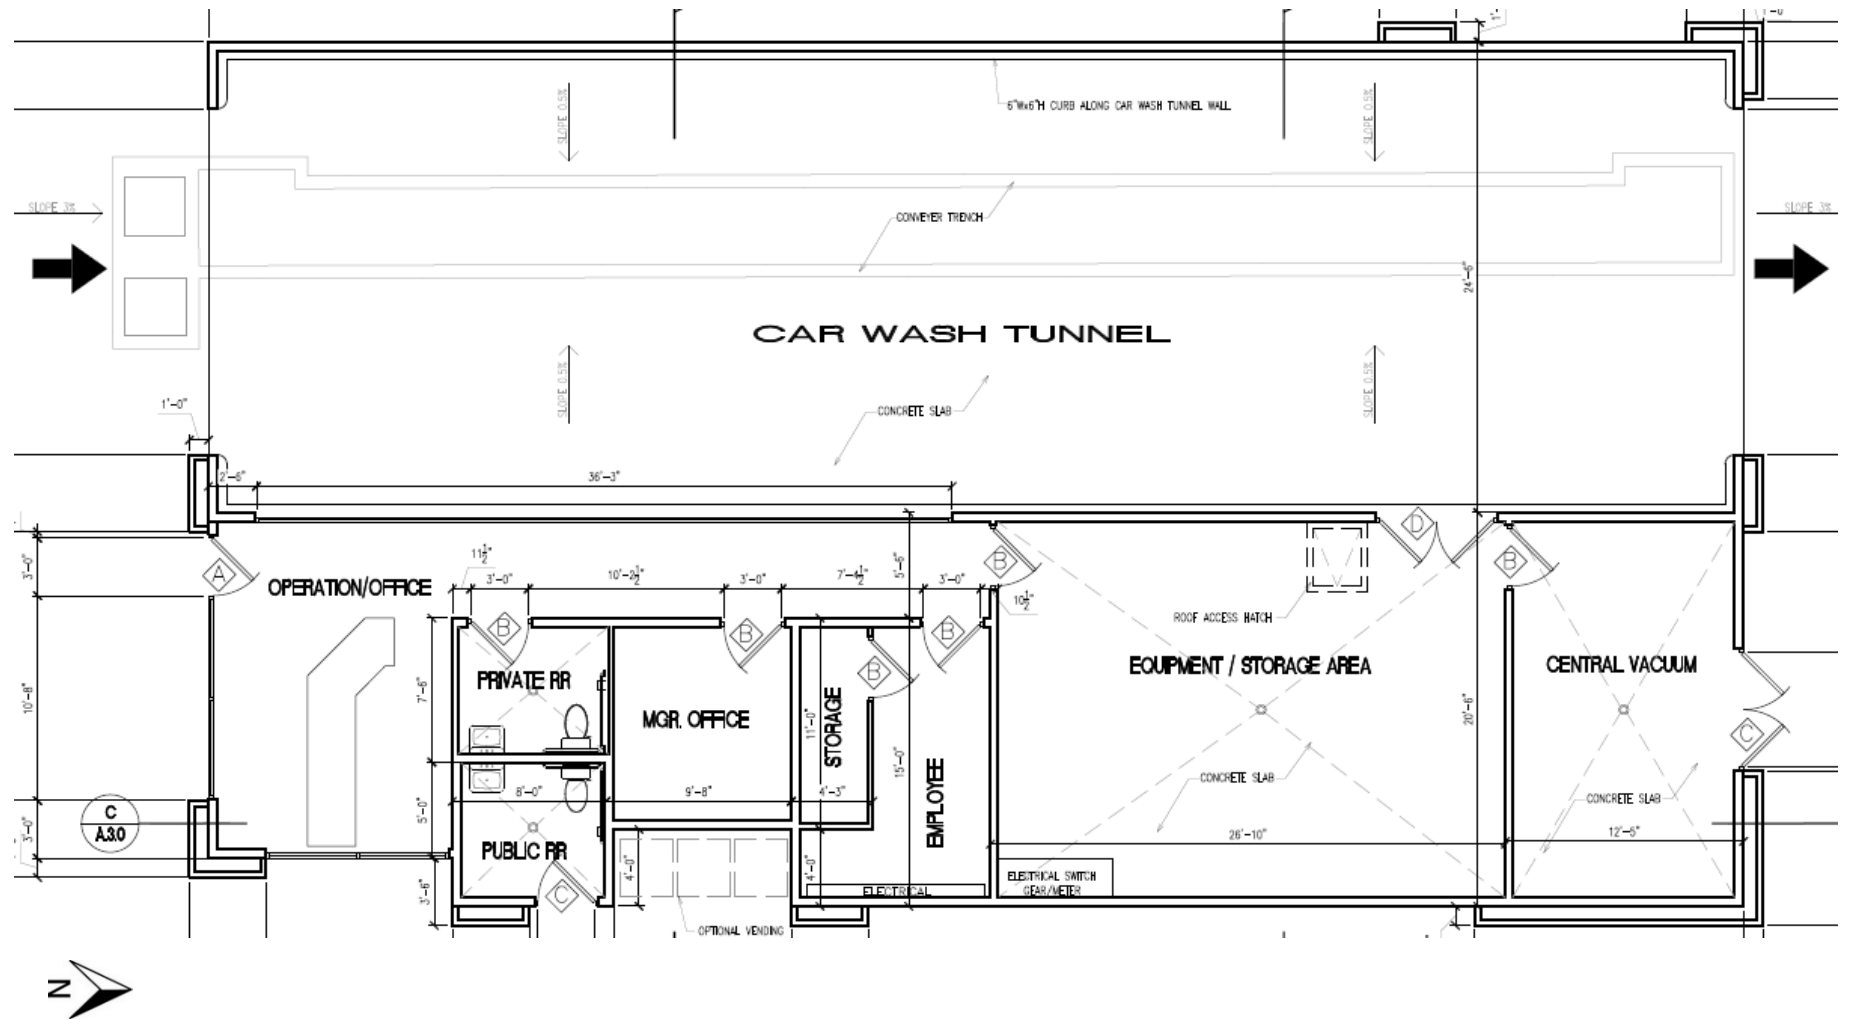 1'-0"
6"Wx6"H CURB ALONG CAR WASH TUNNEL WALL
SLOPE 0.5%
SLOPE 0.5%
SLOPE 3%
SLOPE 3%
CONVEYER TRENCH
24'-6"
CAR WASH TUNNEL
SLOPE 0.5%
SLOPE 0.5%
1'-0"
CONCRETE SLAB
2'-6"
36'-3"
D
A
B
B
3'-0"
OPERATION/OFFICE
11½"
3'-0"
10'-2½"
3'-0"
7'-4½"
3'-0"
5'-6"
10½"
ROOF ACCESS HATCH
B
B
B
B
EQUIPMENT / STORAGE AREA
CENTRAL VACUUM
PRIVATE RR
7'-6"
10'-8"
MGR. OFFICE
STORAGE
11'-0"
20'-6"
C
15'-0"
CONCRETE SLAB
CONCRETE SLAB
8'-0"
9'-8"
4'-3"
EMPLOYEE
C
A3.0
3'-0"
5'-0"
26'-10"
12'-5"
PUBLIC RR
4'-0"
4'-0"
3'-6"
C
ELECTRICAL
ELECTRICAL SWITCH
GEAR/METER
OPTIONAL VENDING
N